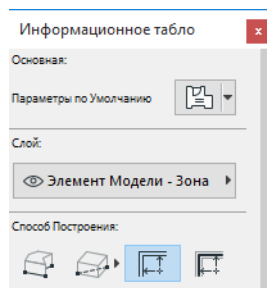 Информационное табло
x
Основная:
Параметры по Умолчанию
Слой:
Элемент Модели - Зона
Способ Построения: